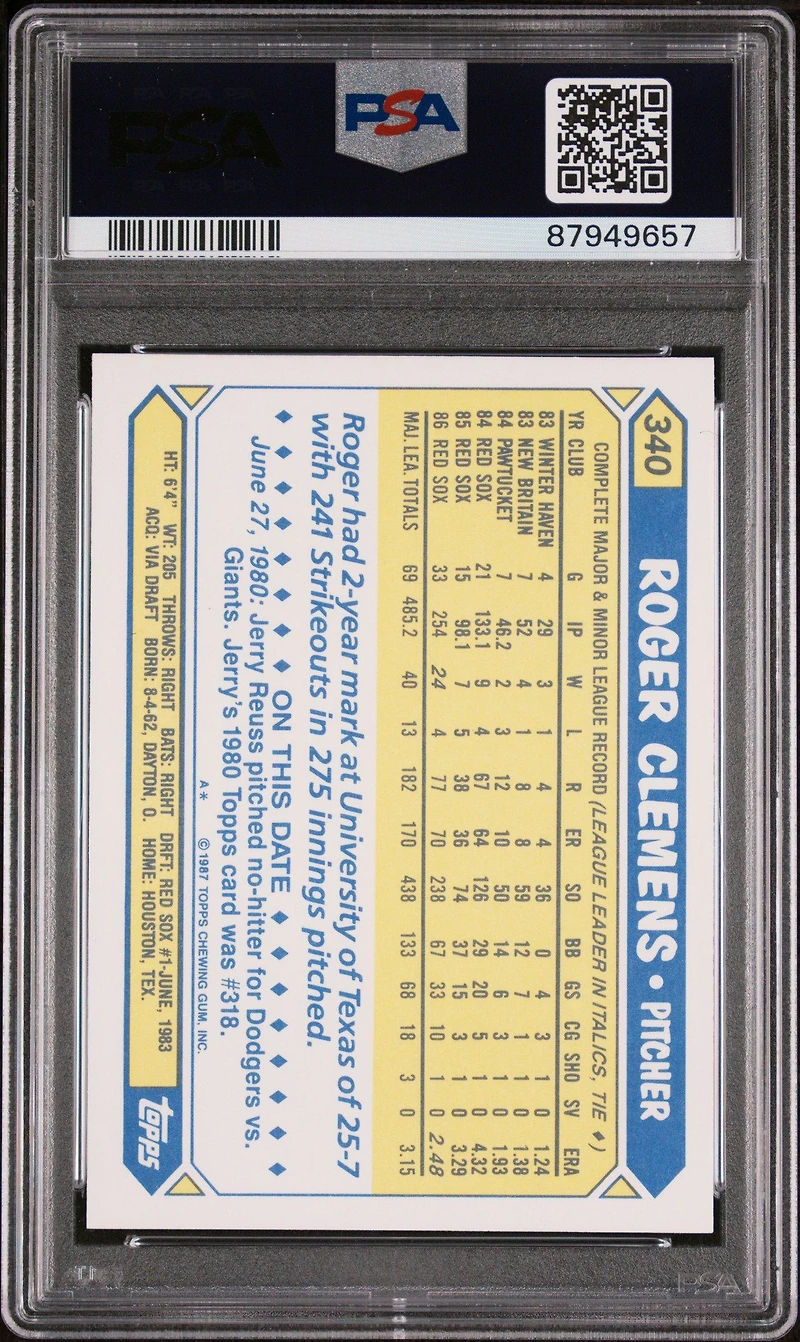 PSA
PSA
87949657
340 ROGER CLEMENS • PITCHER
COMPLETE MAJOR & MINOR LEAGUE RECORD (LEAGUE LEADER IN ITALICS, TIE ♦)
YR CLUB G IP W L R ER SO BB GS CG SHO SV ERA
83 WINTER HAVEN 4 29 3 1 4 4 36 0 4 3 1 0 1.24
83 NEW BRITAIN 7 52 4 1 8 8 59 12 7 1 1 0 1.38
84 PAWTUCKET 7 46.2 2 3 12 10 50 14 6 3 1 0 1.93
84 RED SOX 21 133.1 9 4 67 64 126 29 20 5 1 0 4.32
85 RED SOX 15 98.1 7 5 38 36 74 37 15 3 1 0 3.29
86 RED SOX 33 254 24 4 77 70 238 67 33 10 1 0 2.48
MAJ. LEA. TOTALS 69 485.2 40 13 182 170 438 133 68 18 3 0 3.15
Roger had 2-year mark at University of Texas of 25-7
with 241 Strikeouts in 275 innings pitched.
♦ ♦ ♦ ♦ ♦ ♦ ♦ ♦ ON THIS DATE ♦ ♦ ♦ ♦ ♦ ♦ ♦ ♦
June 27, 1980: Jerry Reuss pitched no-hitter for Dodgers vs.
Giants. Jerry's 1980 Topps card was #318.
A* ©1987 TOPPS CHEWING GUM, INC.
HT: 6'4" WT: 205 THROWS: RIGHT BATS: RIGHT DRFT: RED SOX #1-JUNE, 1983
ACQ: VIA DRAFT BORN: 8-4-62, DAYTON, O. HOME: HOUSTON, TEX.
topps
PSA